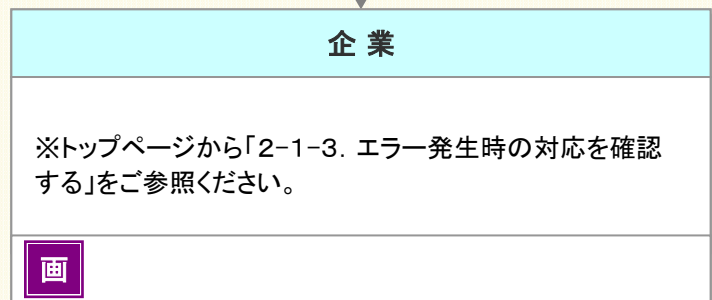 企 業
※トップページから「2-1-3. エラー発生時の対応を確認
する」をご参照ください。
画